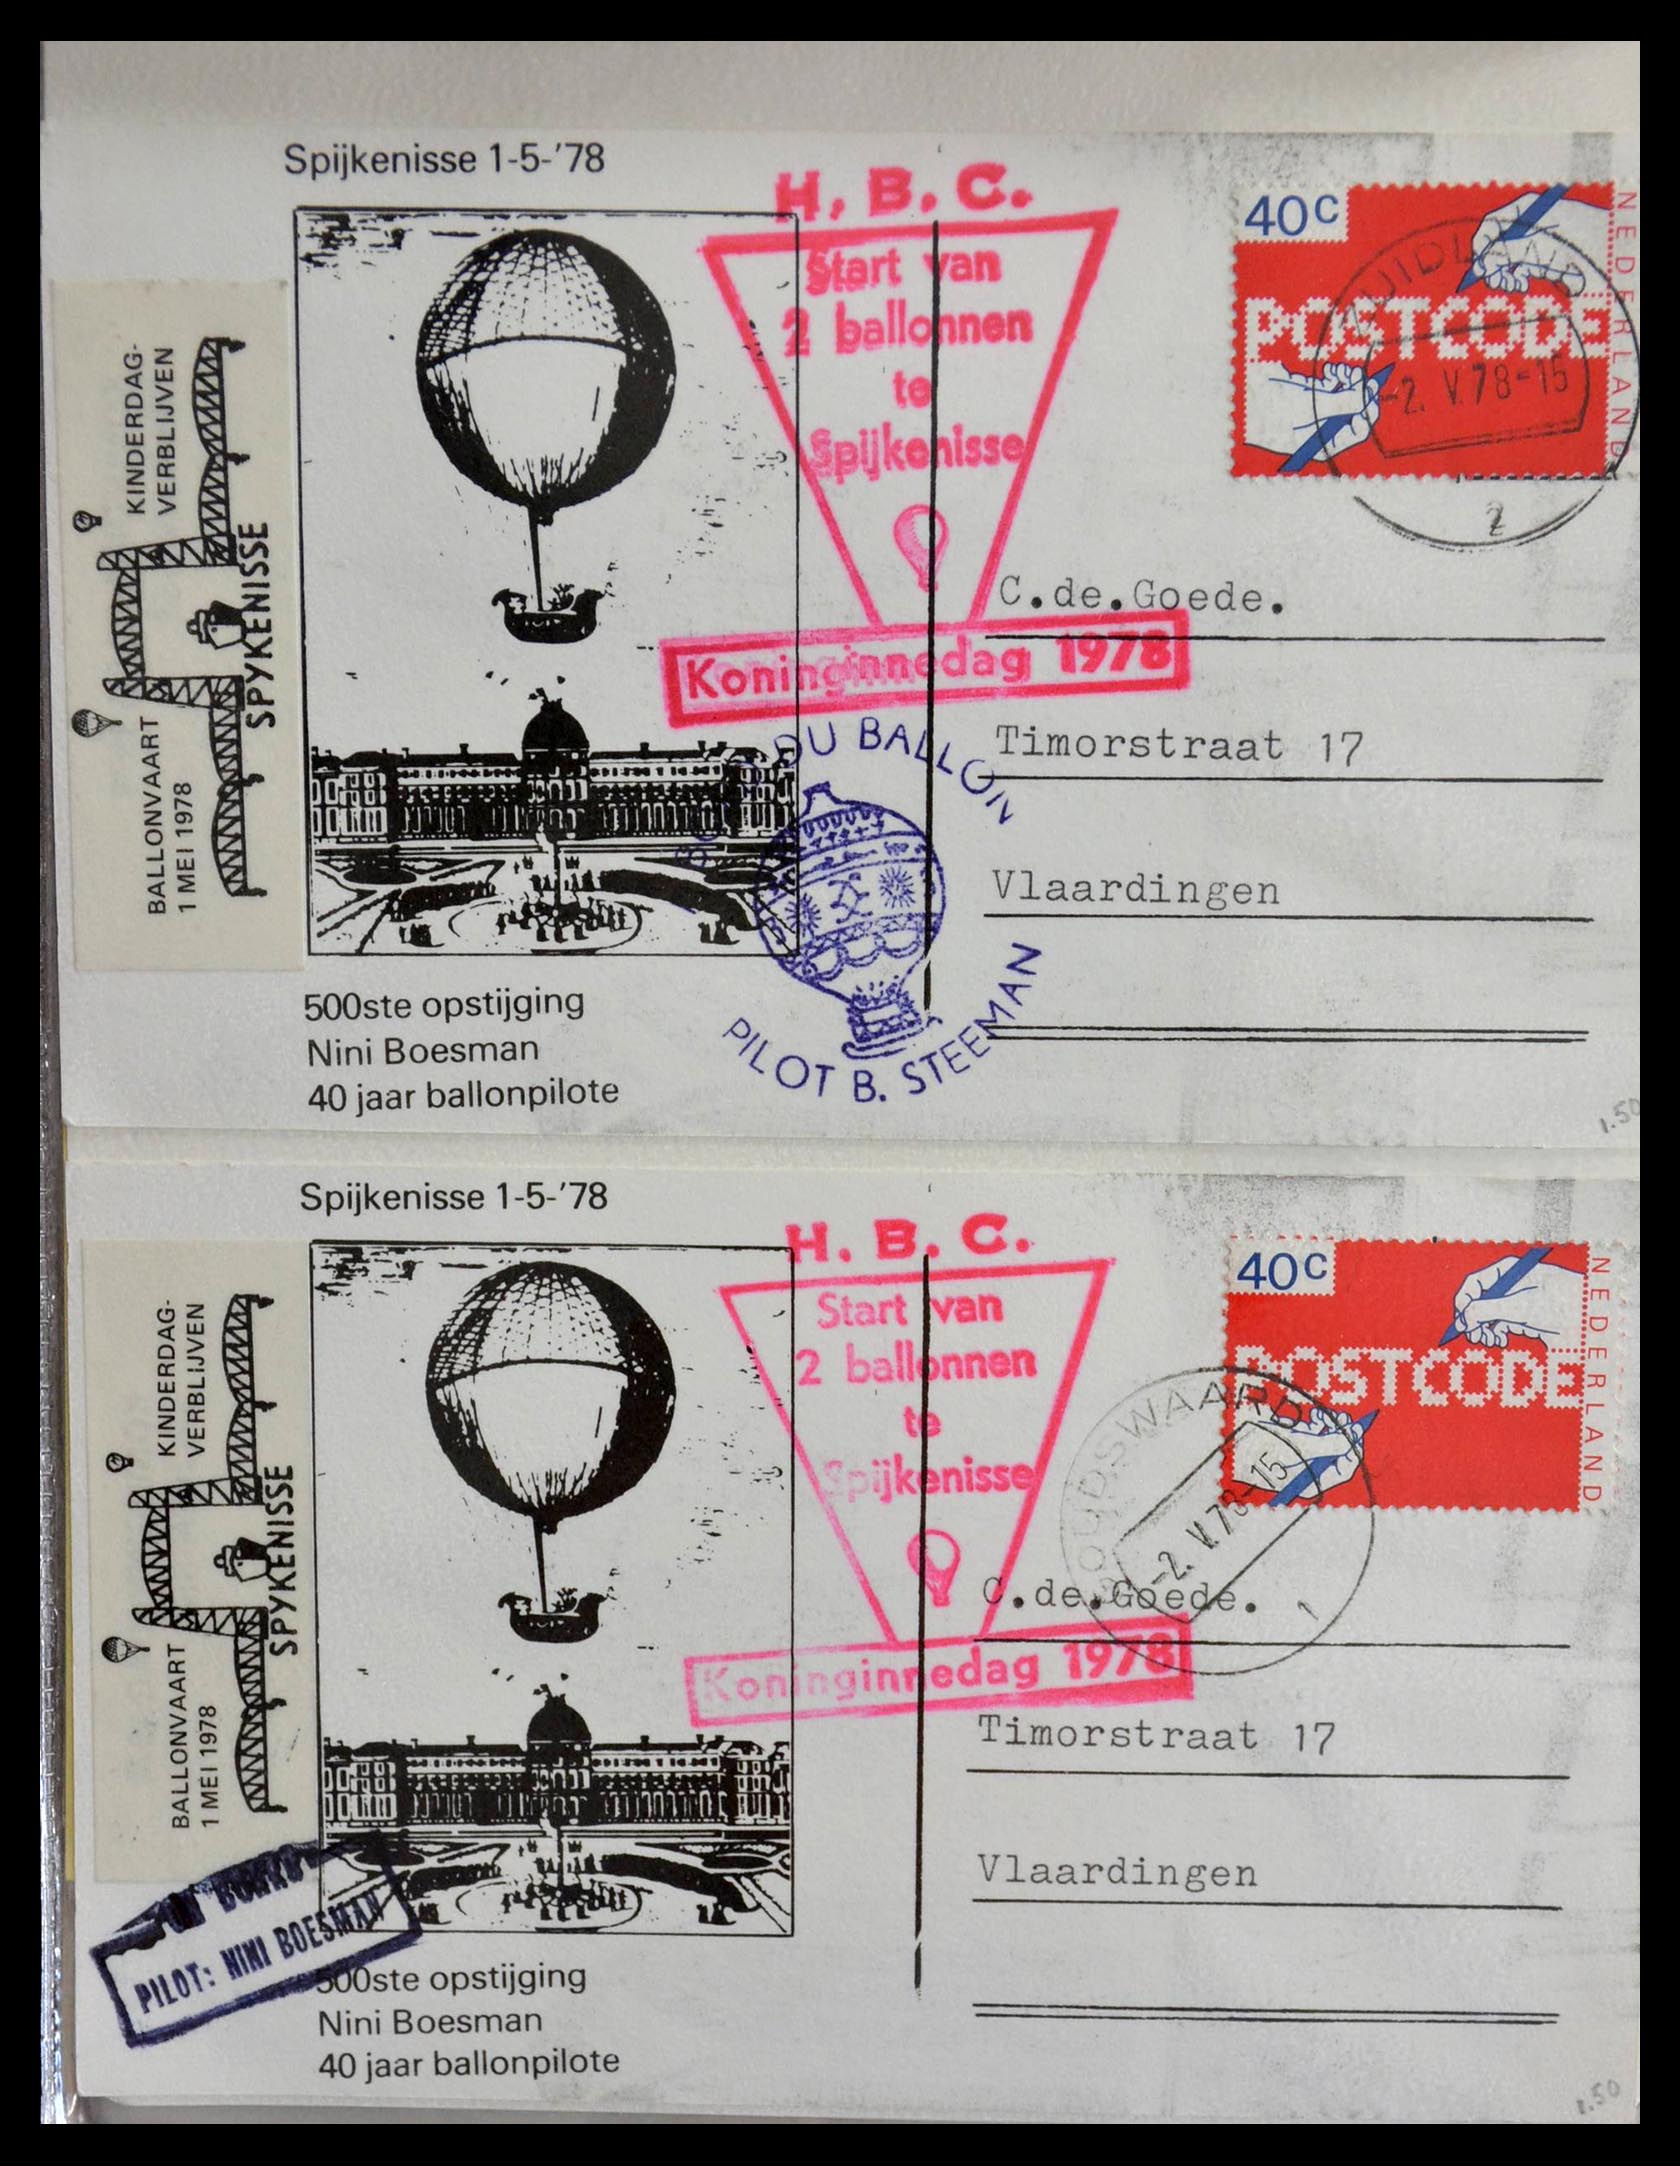 Spijkenisse 1-5-'78
KINDERDAG-
VERBLIJVEN
SPYKENISSE
BALLONVAART
1 MEI 1978
H. B. C.
Start van
2 ballonnen
te
Spijkenisse
Koninginnedag 1978
40C
POSTCODE
NEDERLAND
ZUIDLAND
-2. V.78-15
2
C.de.Goede.
Timorstraat 17
Vlaardingen
DU BALLON
PILOT B. STEEMAN
500ste opstijging
Nini Boesman
40 jaar ballonpilote
1.50
Spijkenisse 1-5-'78
KINDERDAG-
VERBLIJVEN
SPYKENISSE
BALLONVAART
1 MEI 1978
H. B. C.
Start van
2 ballonnen
te
Spijkenisse
Koninginnedag 1978
40C
POSTCODE
NEDERLAND
GOUDSWAARD
-2. V.78-15
1
C.de.Goede.
Timorstraat 17
Vlaardingen
PILOT: NINI BOESMAN
500ste opstijging
Nini Boesman
40 jaar ballonpilote
1.50